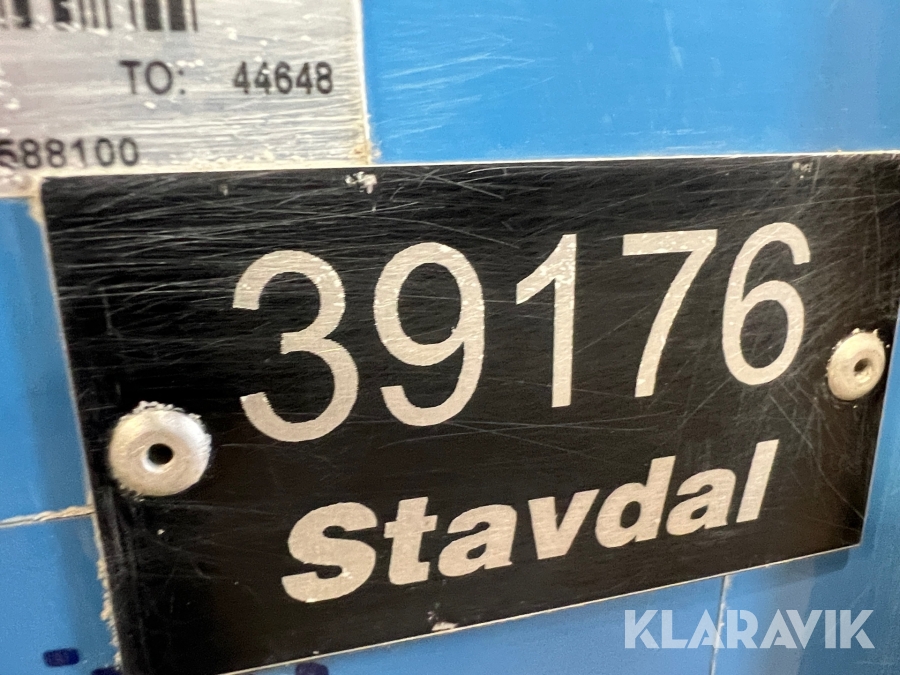 TO: 44648
588100
39176
Stavdal
KLARAVIK